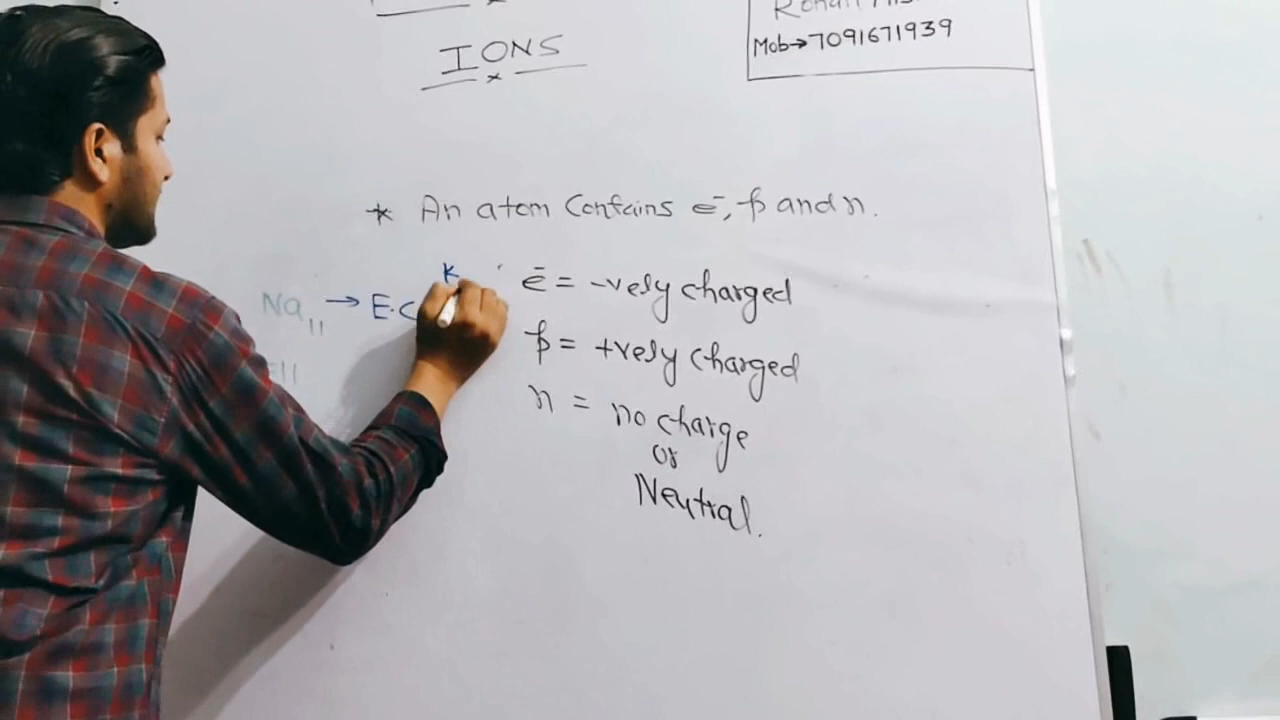 IONS
Mob→7091671939
* An atom contains e⁻, p and n.
K
Na₁₁ → E.C
e⁻ = -vely charged
p = +vely charged
n = no charge
or
Neutral.